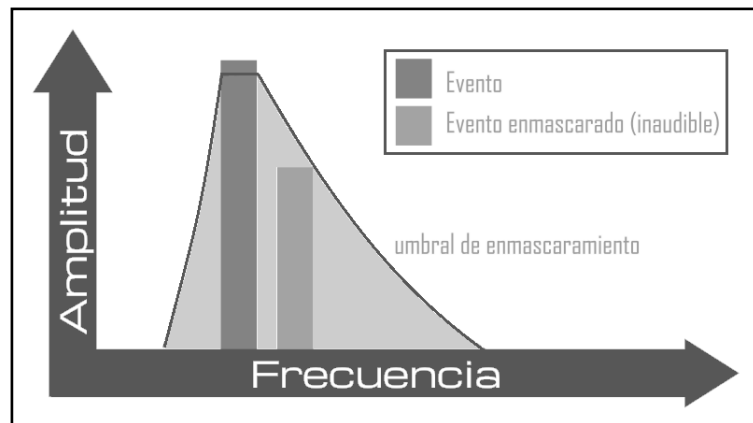 Amplitud
Evento
Evento enmascarado (inaudible)
umbral de enmascaramiento
Frecuencia